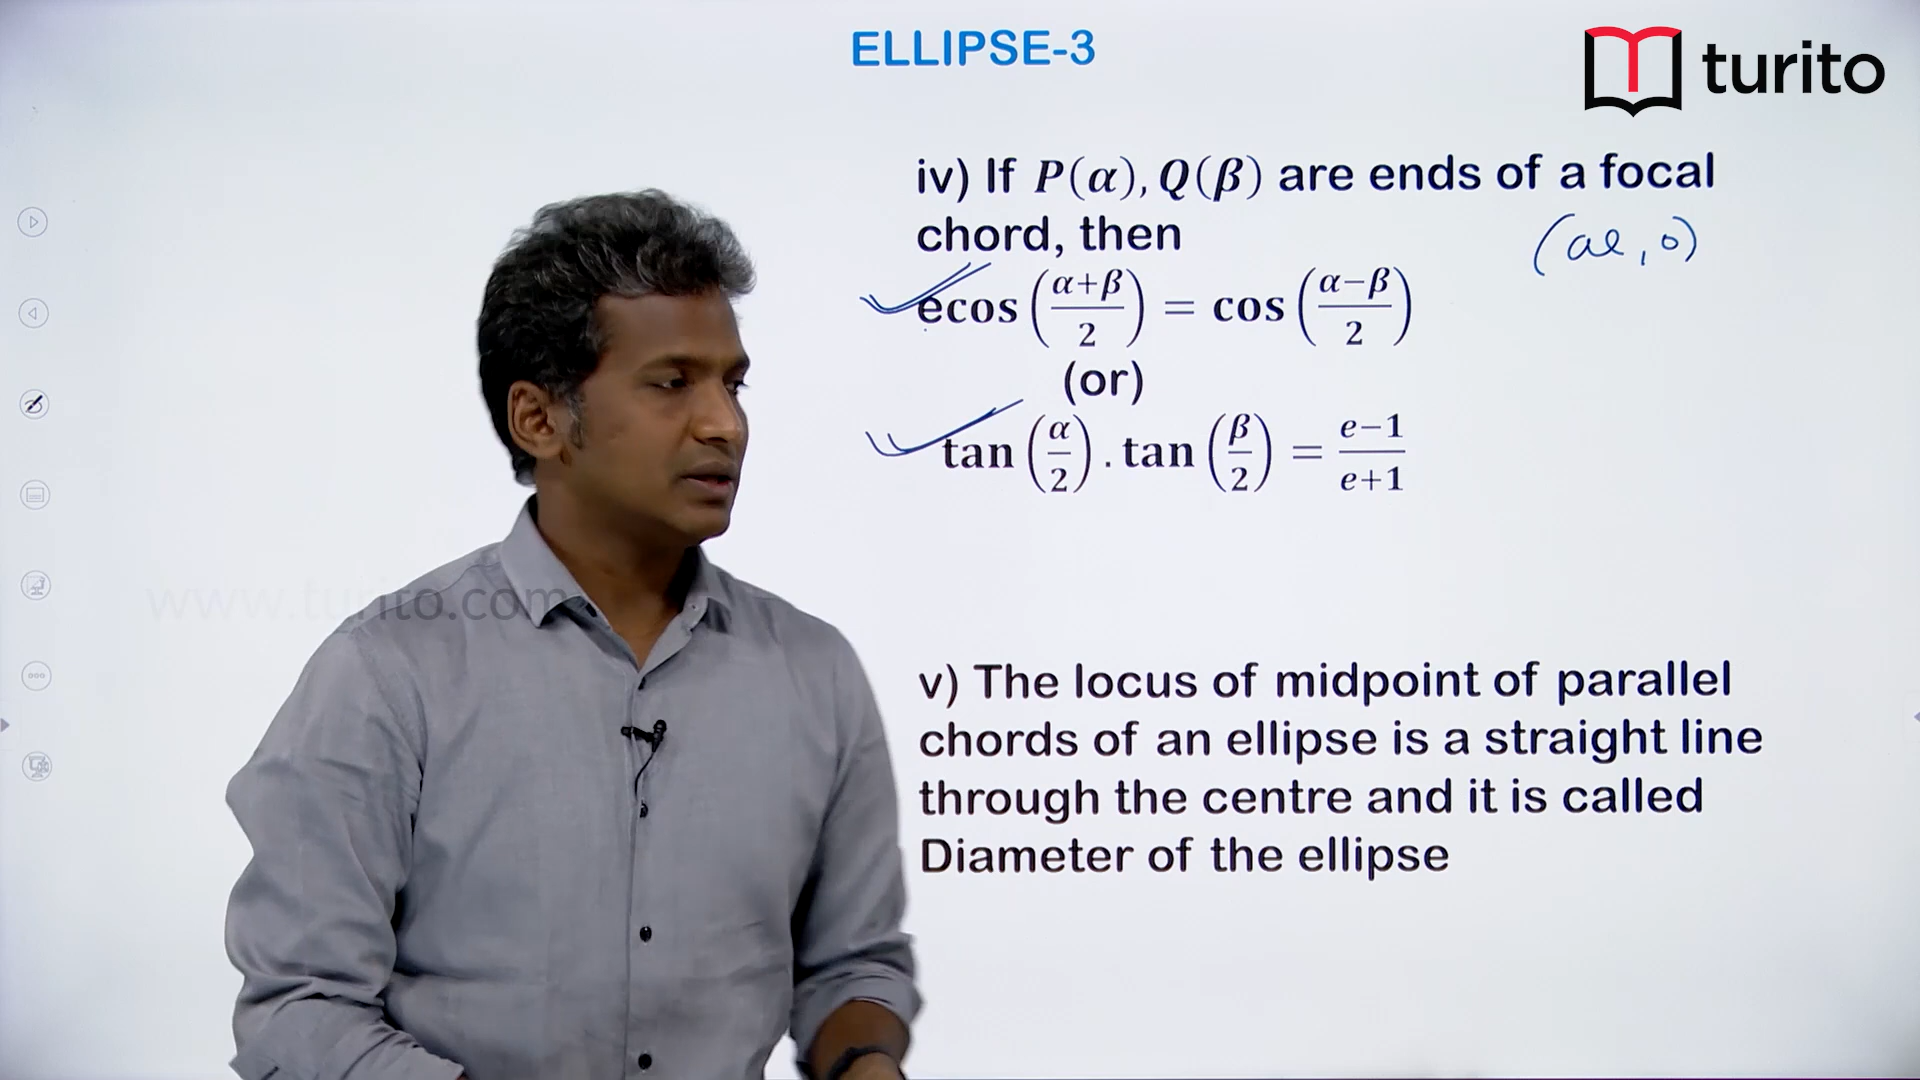 ELLIPSE-3
turito
iv) If P(α), Q(β) are ends of a focal
chord, then
(ae, 0)
ecos((α+β)/2) = cos((α−β)/2)
(or)
tan(α/2) . tan(β/2) = (e−1)/(e+1)
www.turito.com
v) The locus of midpoint of parallel
chords of an ellipse is a straight line
through the centre and it is called
Diameter of the ellipse